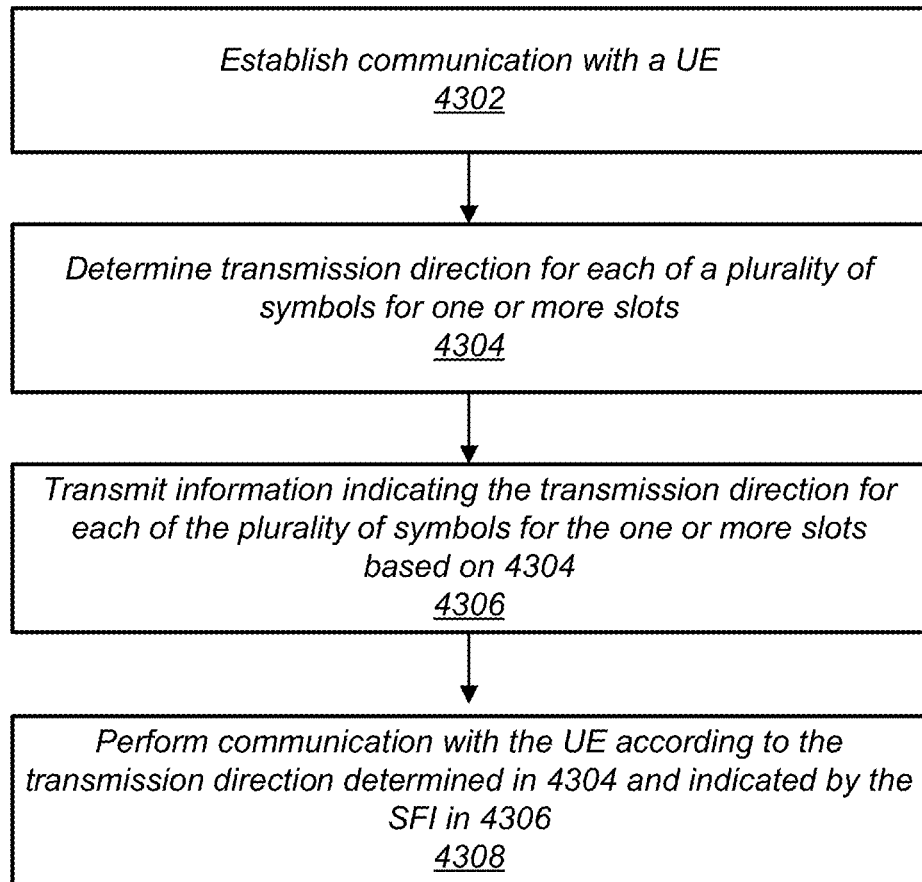 Establish communication with a UE
4302
Determine transmission direction for each of a plurality of
symbols for one or more slots
4304
Transmit information indicating the transmission direction for
each of the plurality of symbols for the one or more slots
based on 4304
4306
Perform communication with the UE according to the
transmission direction determined in 4304 and indicated by the
SFI in 4306
4308